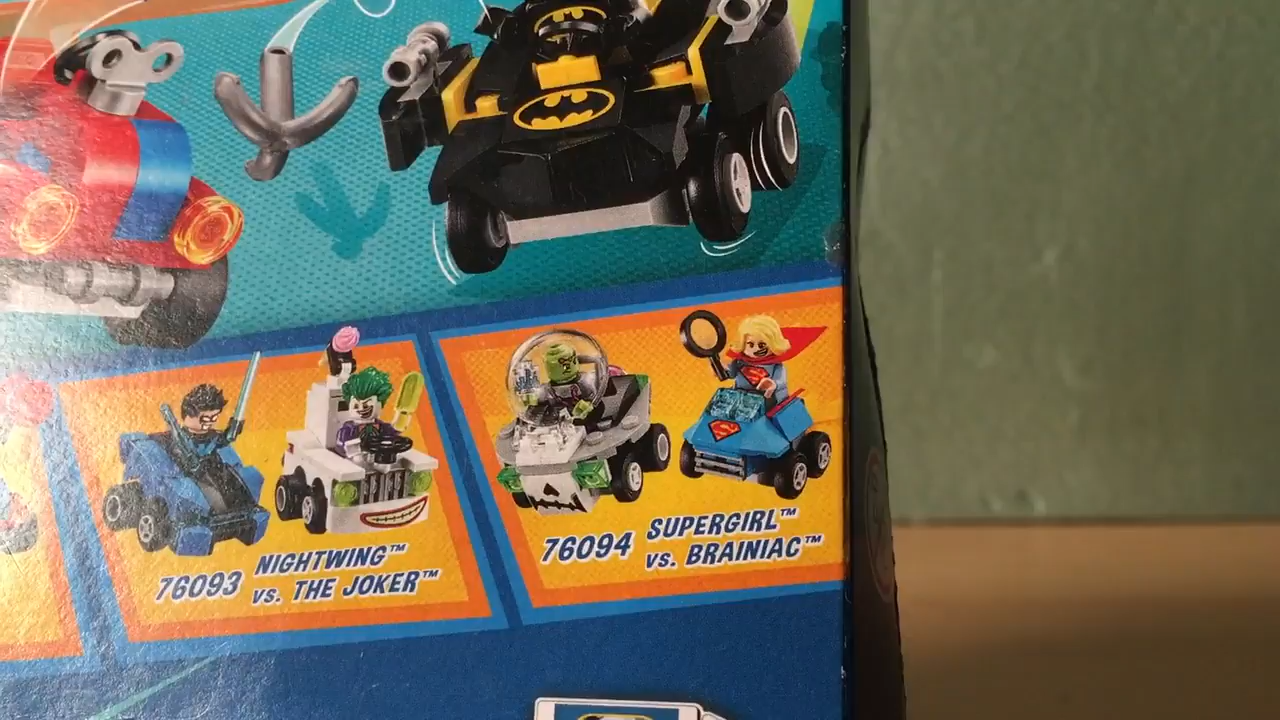 76093 NIGHTWING™
vs. THE JOKER™
76094 SUPERGIRL™
vs. BRAINIAC™